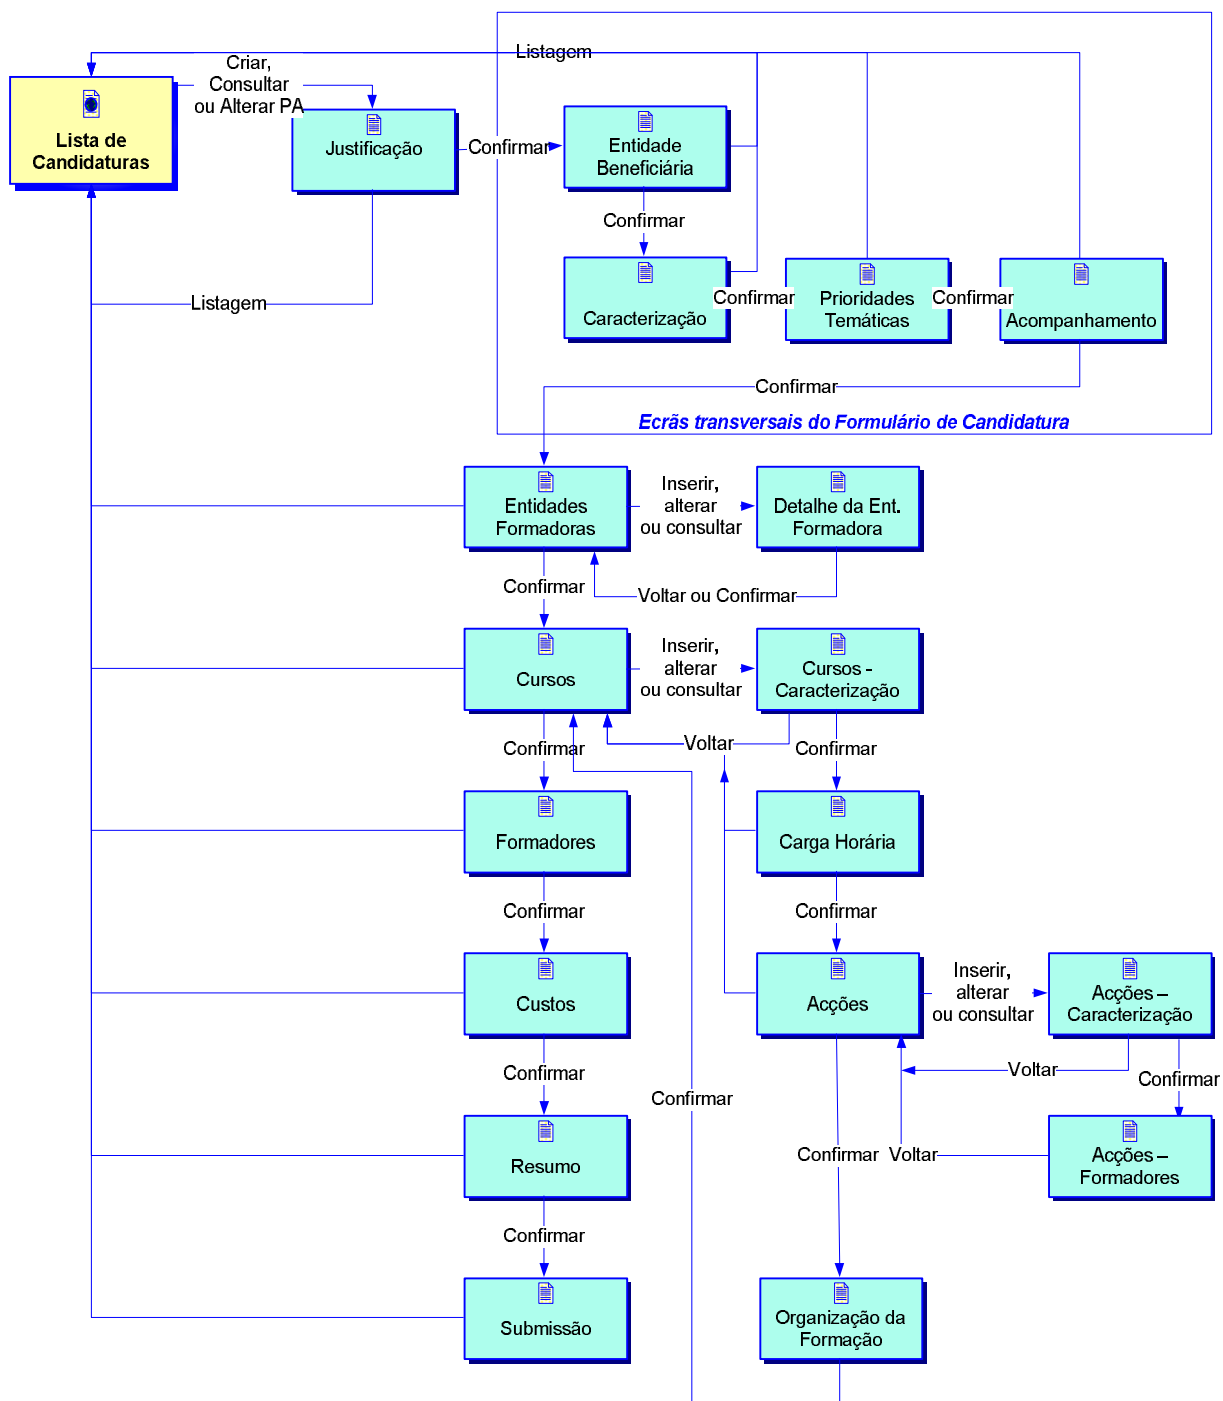 Listagem
Criar,
Consultar
ou Alterar PA
Lista de
Candidaturas
Justificação
Confirmar
Entidade
Beneficiária
Confirmar
Caracterização
Confirmar
Prioridades
Temáticas
Confirmar
Acompanhamento
Listagem
Confirmar
Ecrãs transversais do Formulário de Candidatura
Entidades
Formadoras
Inserir,
alterar
ou consultar
Detalhe da Ent.
Formadora
Confirmar
Voltar ou Confirmar
Cursos
Inserir,
alterar
ou consultar
Cursos -
Caracterização
Confirmar
Voltar
Confirmar
Formadores
Carga Horária
Confirmar
Confirmar
Custos
Acções
Inserir,
alterar
ou consultar
Acções –
Caracterização
Confirmar
Voltar
Confirmar
Confirmar
Resumo
Confirmar
Voltar
Acções –
Formadores
Confirmar
Submissão
Organização da
Formação